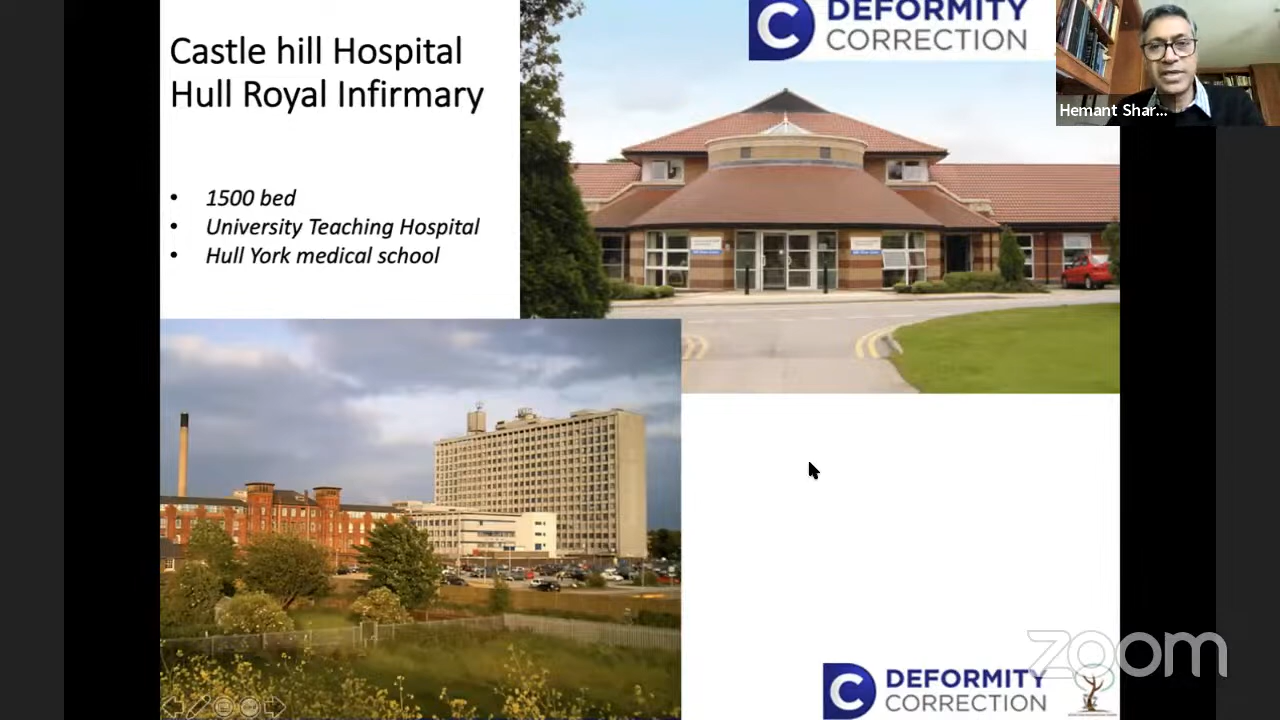 Castle hill Hospital
Hull Royal Infirmary
• 1500 bed
• University Teaching Hospital
• Hull York medical school
C DEFORMITY
CORRECTION
Hemant Shar...
C DEFORMITY
CORRECTION
zoom